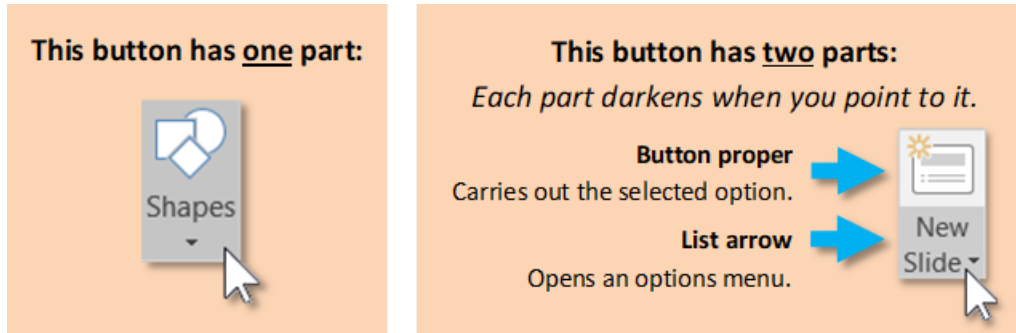 This button has one part:
Shapes
This button has two parts:
Each part darkens when you point to it.
Button proper
Carries out the selected option.
List arrow
Opens an options menu.
New
Slide